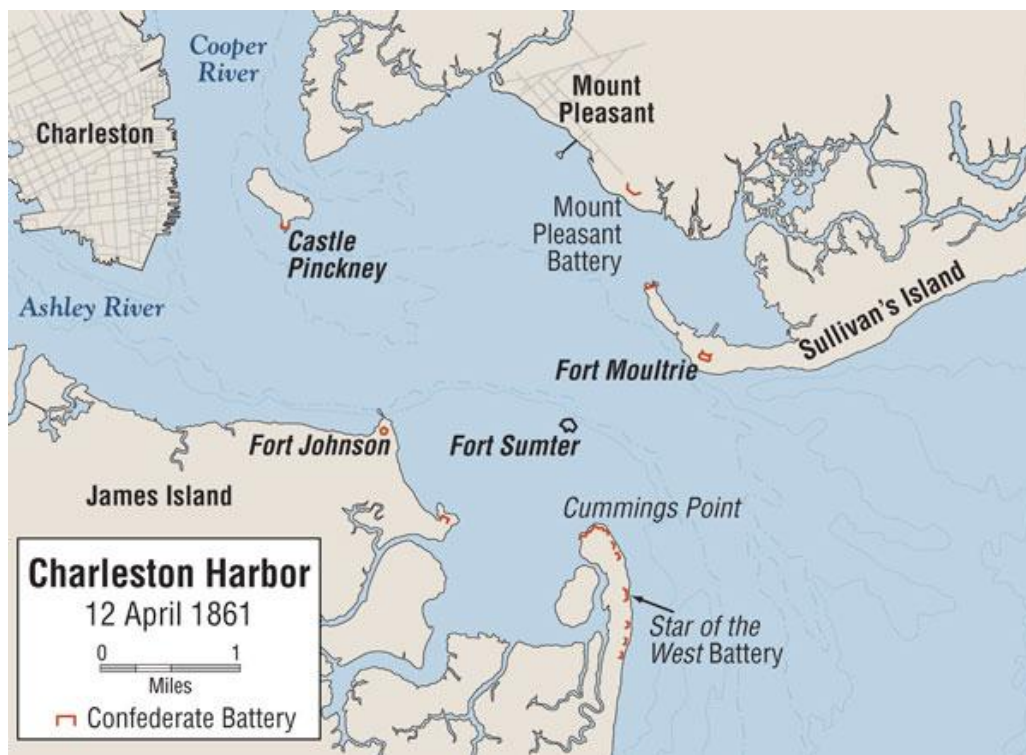 Cooper
River
Charleston
Mount
Pleasant
Castle
Pinckney
Mount
Pleasant
Battery
Ashley River
Sullivan's Island
Fort Moultrie
Fort Johnson
Fort Sumter
James Island
Cummings Point
Star of the
West Battery
Charleston Harbor
12 April 1861
0 1
Miles
Confederate Battery